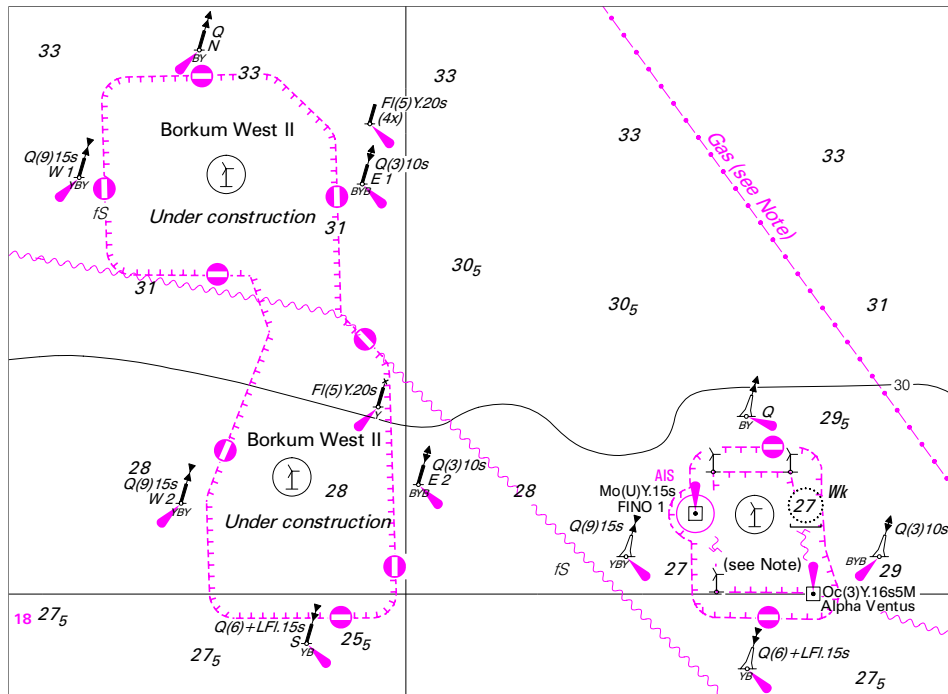 Q
N
BY
33
33
33
Fl(5)Y.20s
(4x)
33
33
Borkum West II
Q(9)15s
W 1
YBY
Q(3)10s
E 1
BYB
Gas (see Note)
fS
Under construction
31
30₅
31
30₅
31
Fl(5)Y.20s
Y
30
Q
BY
29₅
Borkum West II
28
Q(9)15s
W 2
YBY
28
Q(3)10s
E 2
BYB
28
AIS
Mo(U)Y.15s
FINO 1
27
Wk
Under construction
Q(9)15s
YBY
Q(3)10s
BYB
fS
27
(see Note)
29
Oc(3)Y.16s5M
Alpha Ventus
18
27₅
Q(6)+LFl.15s
S
YB
25₅
27₅
Q(6)+LFl.15s
YB
27₅